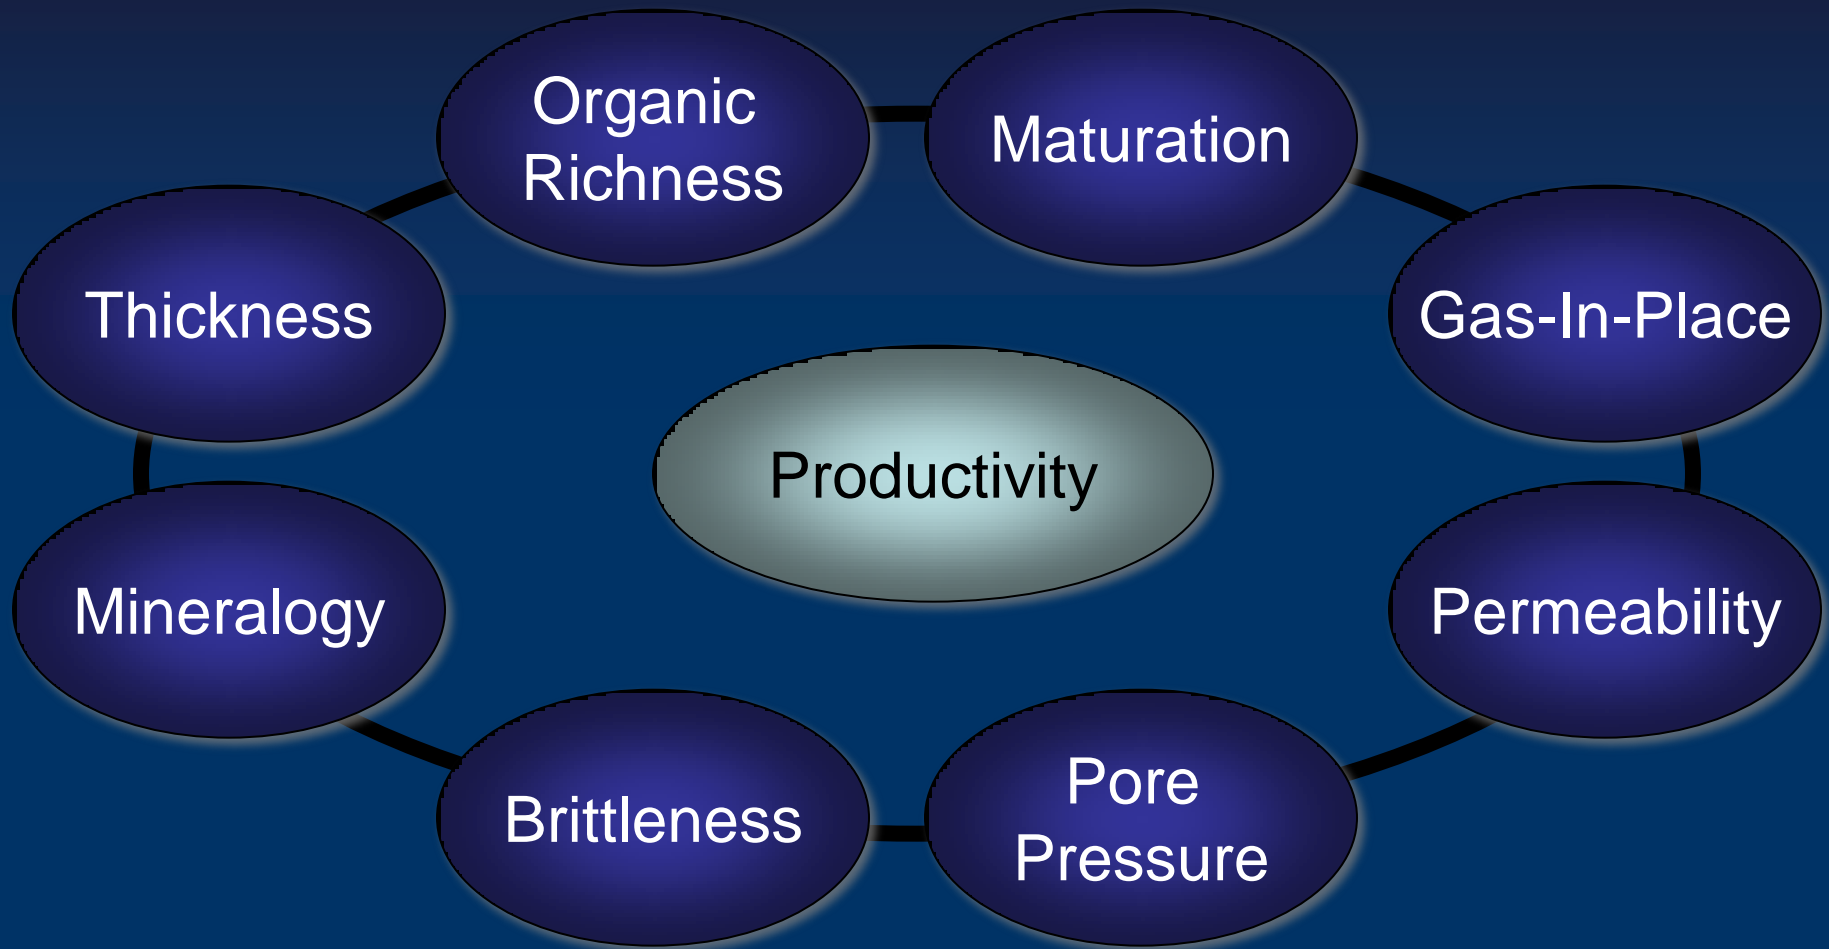 Organic
Richness
Maturation
Thickness
Gas-In-Place
Productivity
Mineralogy
Permeability
Brittleness
Pore
Pressure